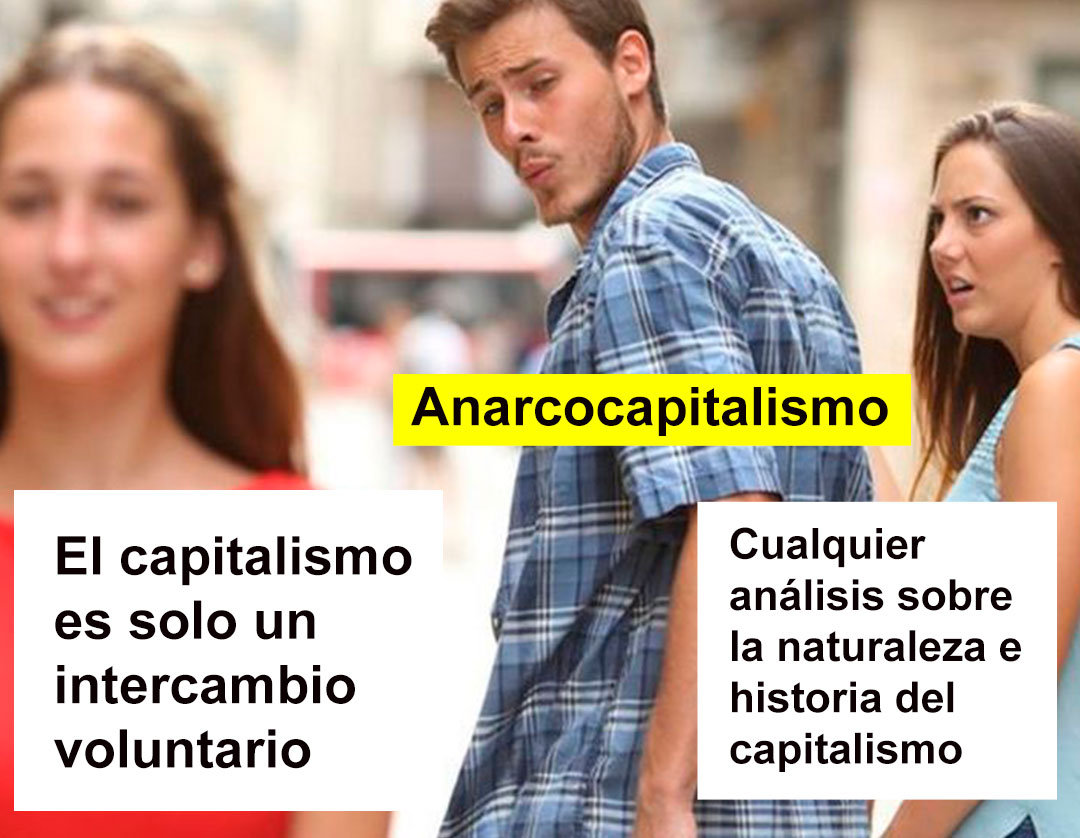 Anarcocapitalismo
El capitalismo
es solo un
intercambio
voluntario
Cualquier
análisis sobre
la naturaleza e
historia del
capitalismo